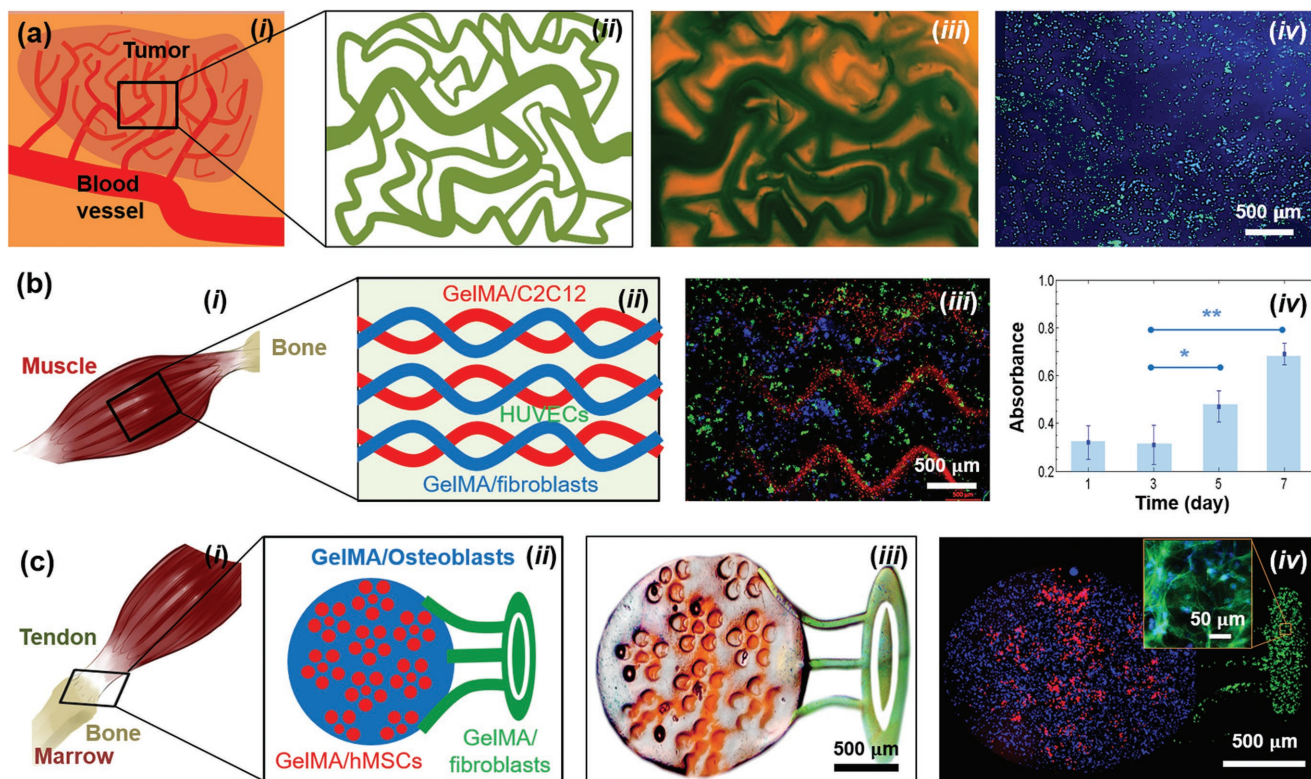 (a)
(i)
Tumor
Blood
vessel
(ii)
(iii)
(iv)
500 µm
(b)
(i)
Muscle
Bone
GelMA/C2C12
(ii)
HUVECs
GelMA/fibroblasts
(iii)
500 µm
500 µm
(iv)
Absorbance
1.0
0.8
0.6
0.4
0.2
**
*
1 3 5 7
Time (day)
(c)
(i)
Tendon
Bone
Marrow
GelMA/Osteoblasts
(ii)
GelMA/hMSCs
GelMA/
fibroblasts
(iii)
500 µm
(iv)
50 µm
500 µm